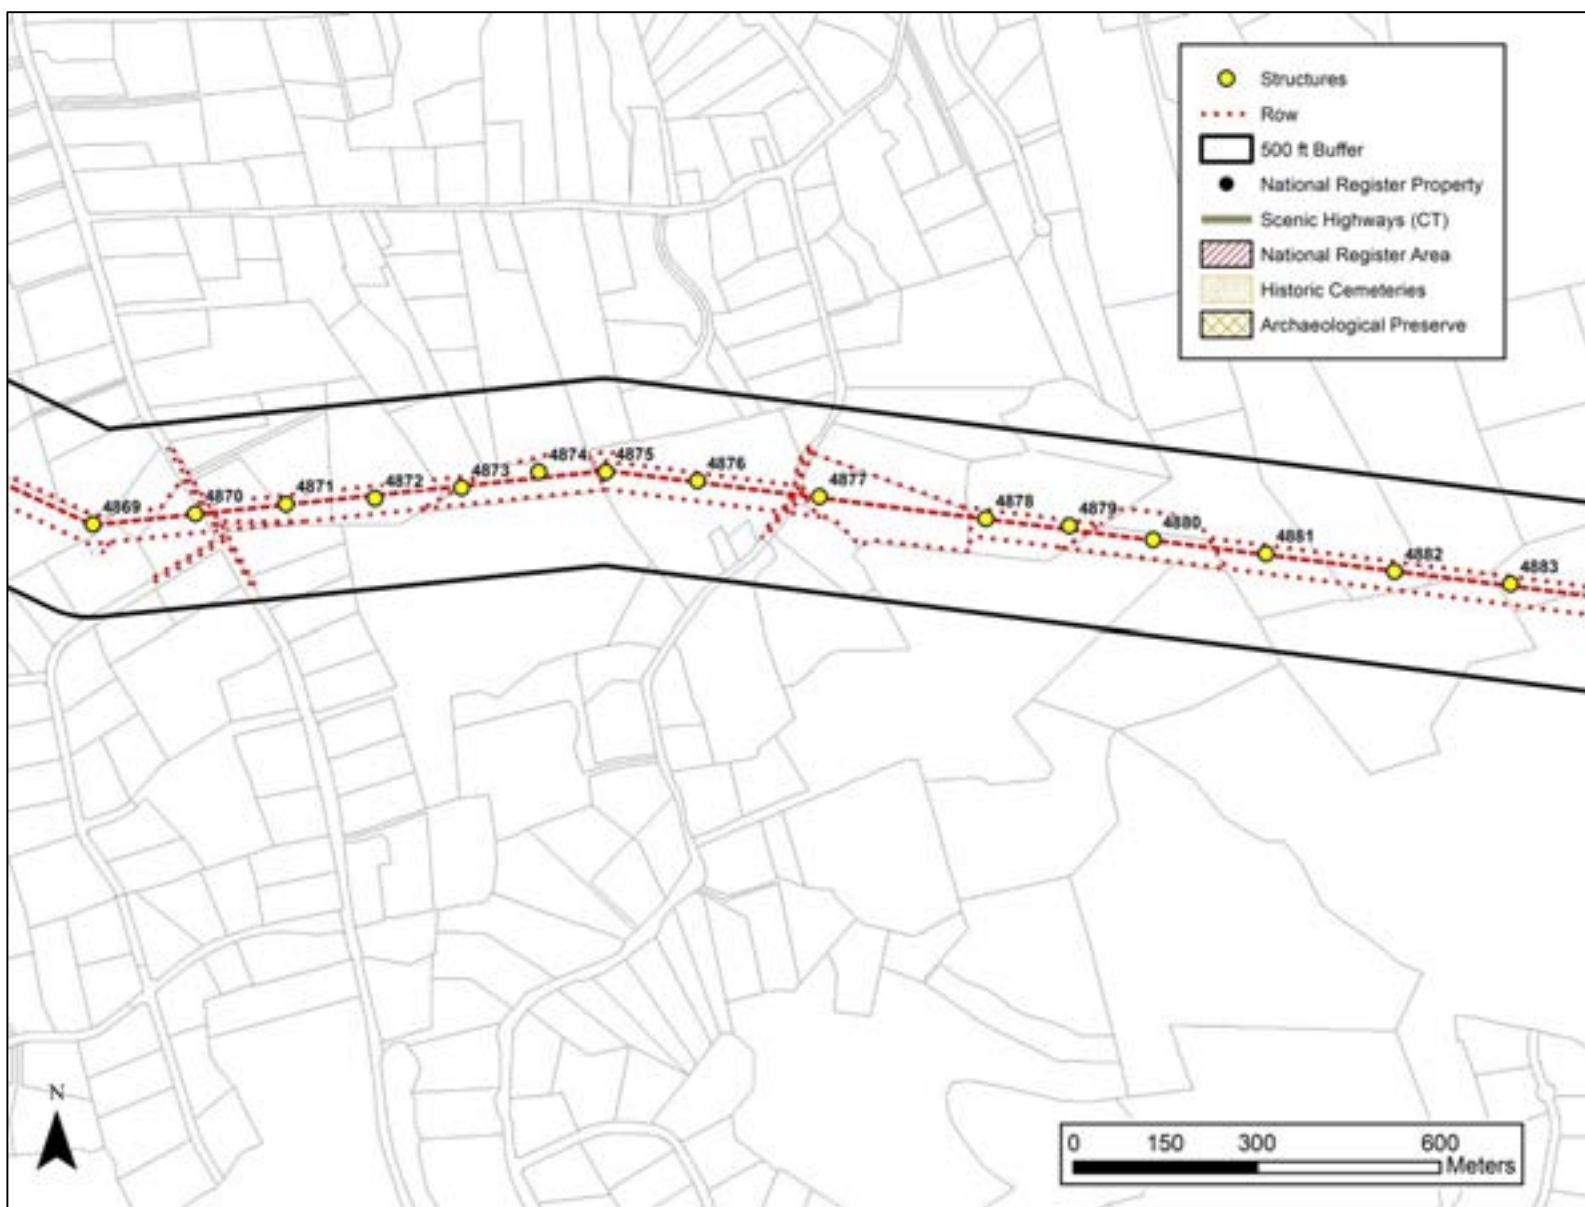 Structures
Row
500 ft Buffer
National Register Property
Scenic Highways (CT)
National Register Area
Historic Cemeteries
Archaeological Preserve
4869
4870
4871
4872
4873
4874
4875
4876
4877
4878
4879
4880
4881
4882
4883
N
0 150 300 600
Meters